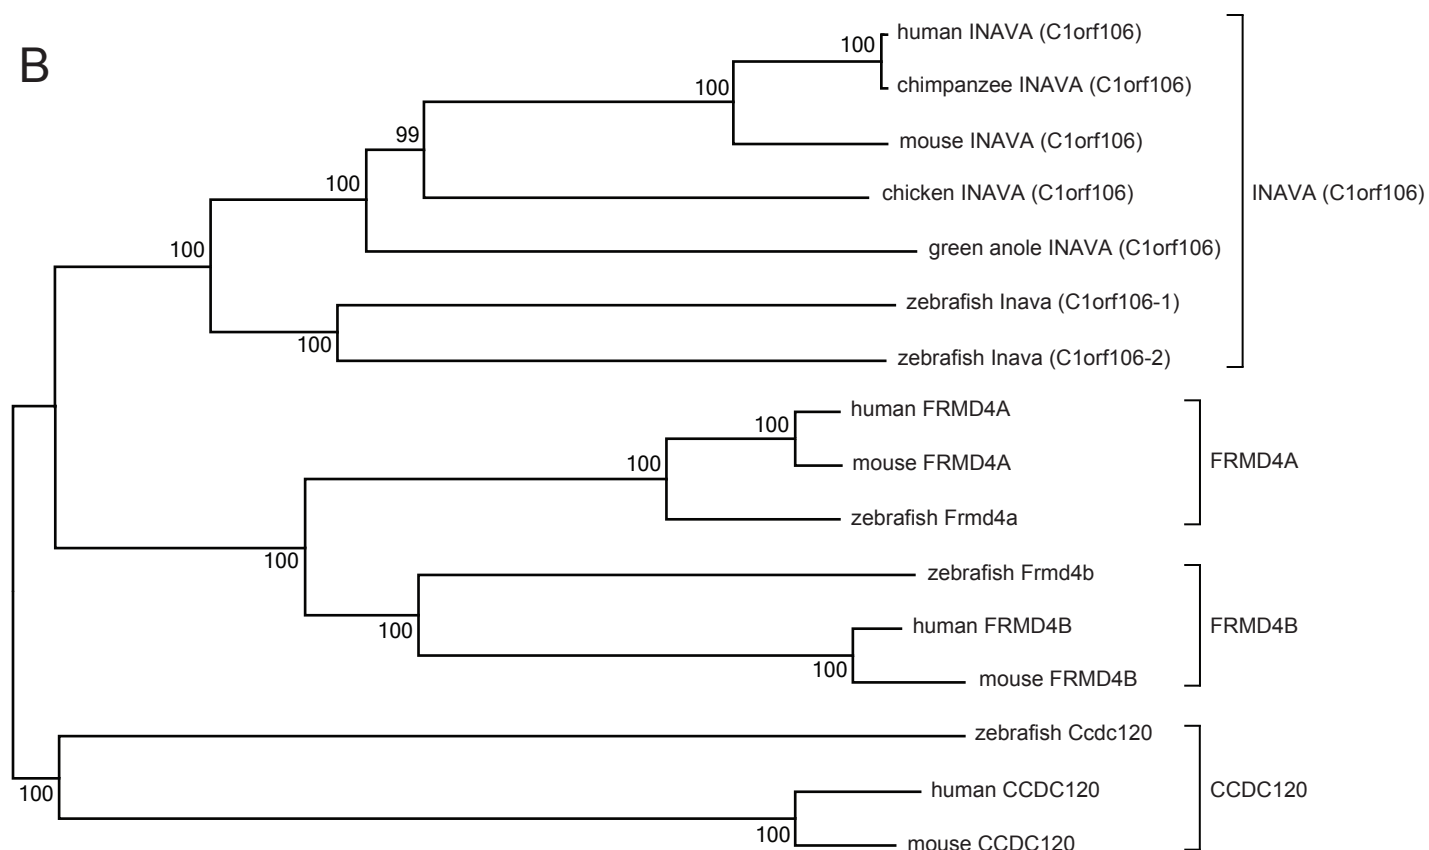 B
100
human INAVA (C1orf106)
100
chimpanzee INAVA (C1orf106)
99
mouse INAVA (C1orf106)
100
chicken INAVA (C1orf106)
INAVA (C1orf106)
100
green anole INAVA (C1orf106)
zebrafish Inava (C1orf106-1)
100
zebrafish Inava (C1orf106-2)
human FRMD4A
100
100
mouse FRMD4A
FRMD4A
zebrafish Frmd4a
100
zebrafish Frmd4b
100
human FRMD4B
FRMD4B
100
mouse FRMD4B
zebrafish Ccdc120
100
human CCDC120
CCDC120
100
mouse CCDC120